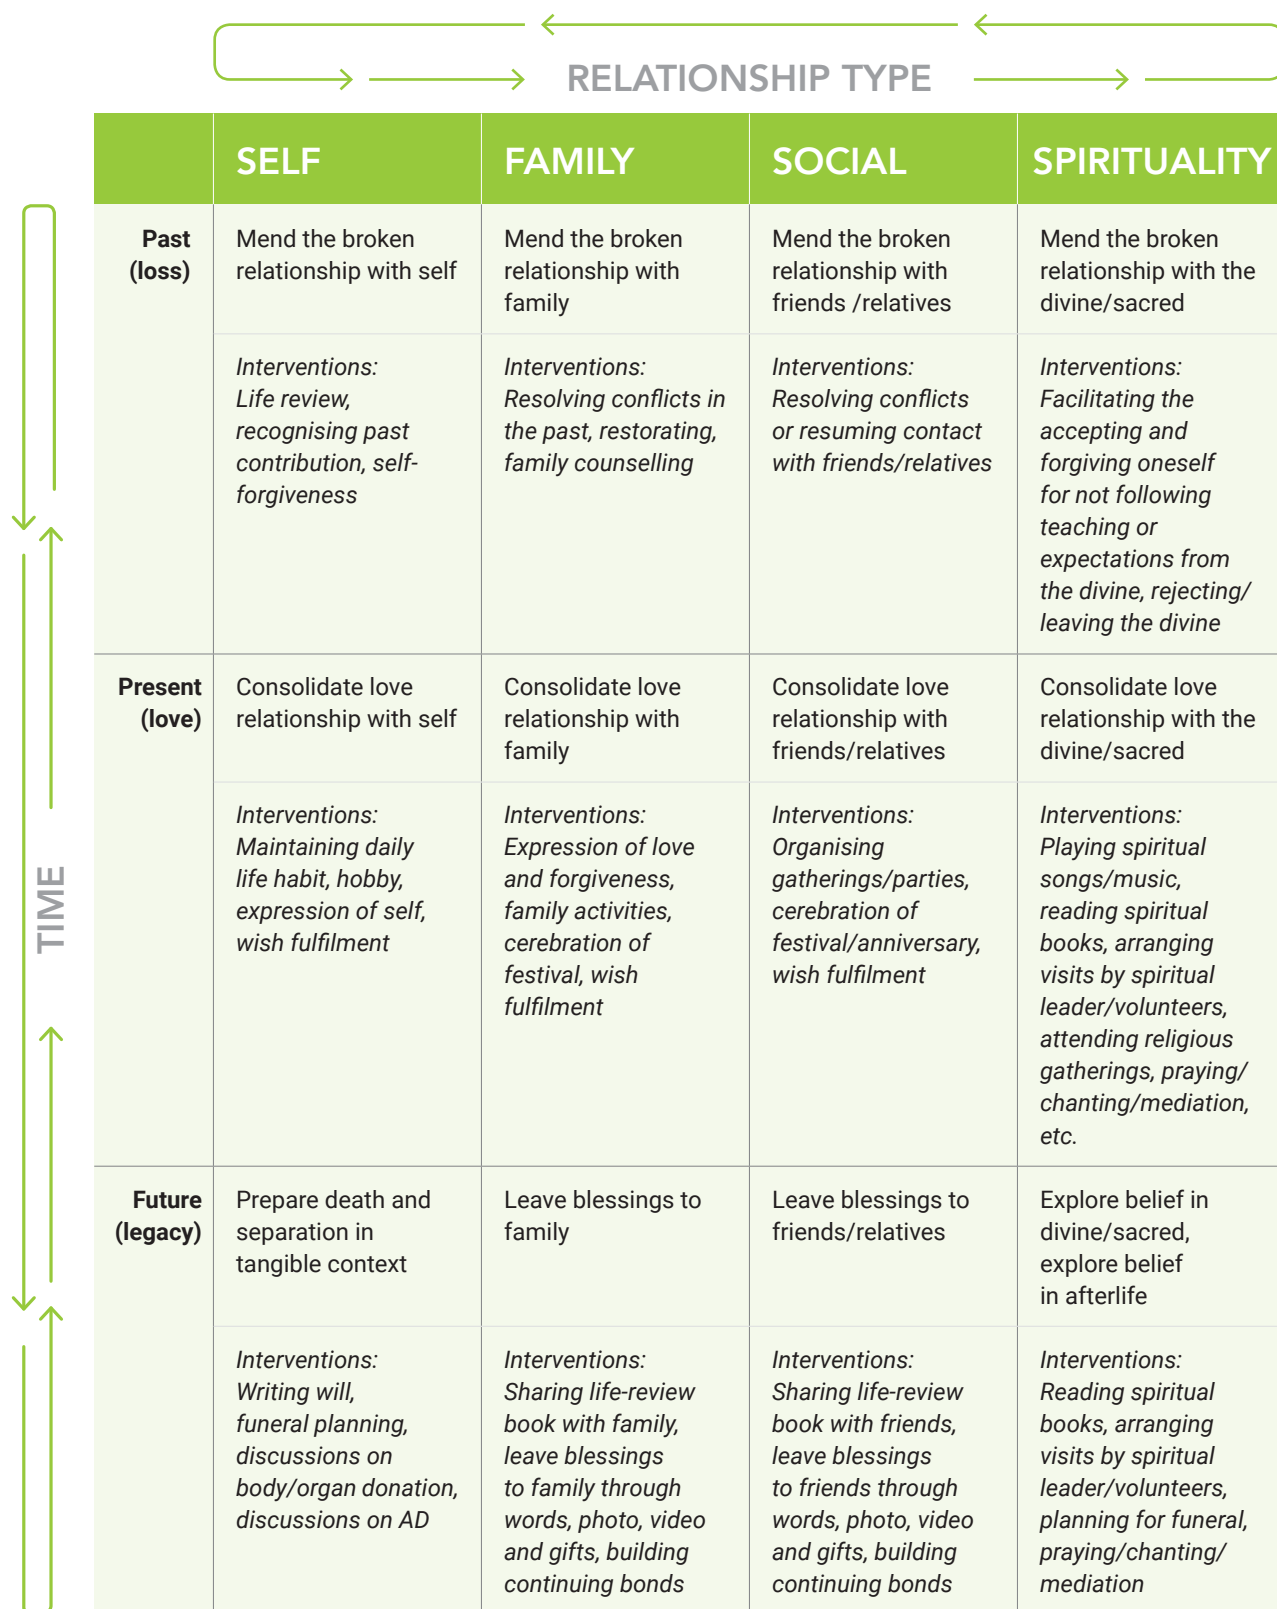 RELATIONSHIP TYPE
SELF
FAMILY
SOCIAL
SPIRITUALITY
TIME
Past
(loss)
Mend the broken
relationship with self
Mend the broken
relationship with
family
Mend the broken
relationship with
friends /relatives
Mend the broken
relationship with the
divine/sacred
Interventions:
Life review,
recognising past
contribution, self-
forgiveness
Interventions:
Resolving conflicts in
the past, restorating,
family counselling
Interventions:
Resolving conflicts
or resuming contact
with friends/relatives
Interventions:
Facilitating the
accepting and
forgiving oneself
for not following
teaching or
expectations from
the divine, rejecting/
leaving the divine
Present
(love)
Consolidate love
relationship with self
Consolidate love
relationship with
family
Consolidate love
relationship with
friends/relatives
Consolidate love
relationship with the
divine/sacred
Interventions:
Maintaining daily
life habit, hobby,
expression of self,
wish fulfilment
Interventions:
Expression of love
and forgiveness,
family activities,
cerebration of
festival, wish
fulfilment
Interventions:
Organising
gatherings/parties,
cerebration of
festival/anniversary,
wish fulfilment
Interventions:
Playing spiritual
songs/music,
reading spiritual
books, arranging
visits by spiritual
leader/volunteers,
attending religious
gatherings, praying/
chanting/mediation,
etc.
Future
(legacy)
Prepare death and
separation in
tangible context
Leave blessings to
family
Leave blessings to
friends/relatives
Explore belief in
divine/sacred,
explore belief
in afterlife
Interventions:
Writing will,
funeral planning,
discussions on
body/organ donation,
discussions on AD
Interventions:
Sharing life-review
book with family,
leave blessings
to family through
words, photo, video
and gifts, building
continuing bonds
Interventions:
Sharing life-review
book with friends,
leave blessings
to friends through
words, photo, video
and gifts, building
continuing bonds
Interventions:
Reading spiritual
books, arranging
visits by spiritual
leader/volunteers,
planning for funeral,
praying/chanting/
mediation